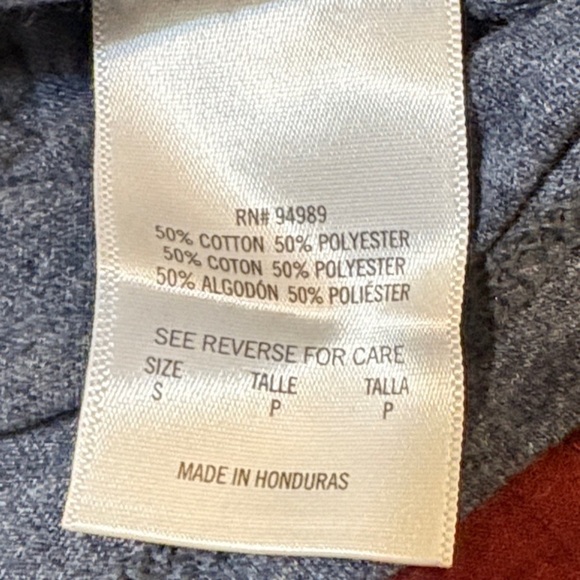 RN# 94989
50% COTTON 50% POLYESTER
50% COTON 50% POLYESTER
50% ALGODÓN 50% POLIÉSTER
SEE REVERSE FOR CARE
SIZE TALLE TALLA
S P P
MADE IN HONDURAS